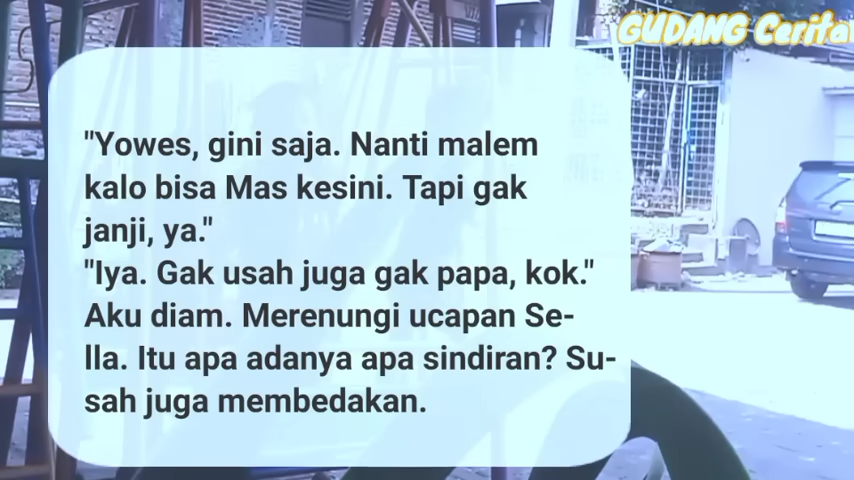 GUDANG Cerita
"Yowes, gini saja. Nanti malem
kalo bisa Mas kesini. Tapi gak
janji, ya."
"Iya. Gak usah juga gak papa, kok."
Aku diam. Merenungi ucapan Se-
lla. Itu apa adanya apa sindiran? Su-
sah juga membedakan.